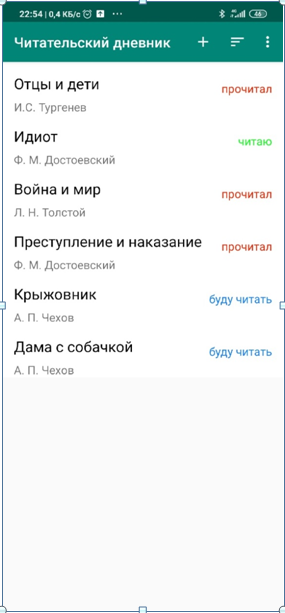 22:54 | 0,4 КБ/с
46
Читательский дневник
Отцы и дети
прочитал
И.С. Тургенев
Идиот
читаю
Ф. М. Достоевский
Война и мир
прочитал
Л. Н. Толстой
Преступление и наказание
прочитал
Ф. М. Достоевский
Крыжовник
буду читать
А. П. Чехов
Дама с собачкой
буду читать
А. П. Чехов